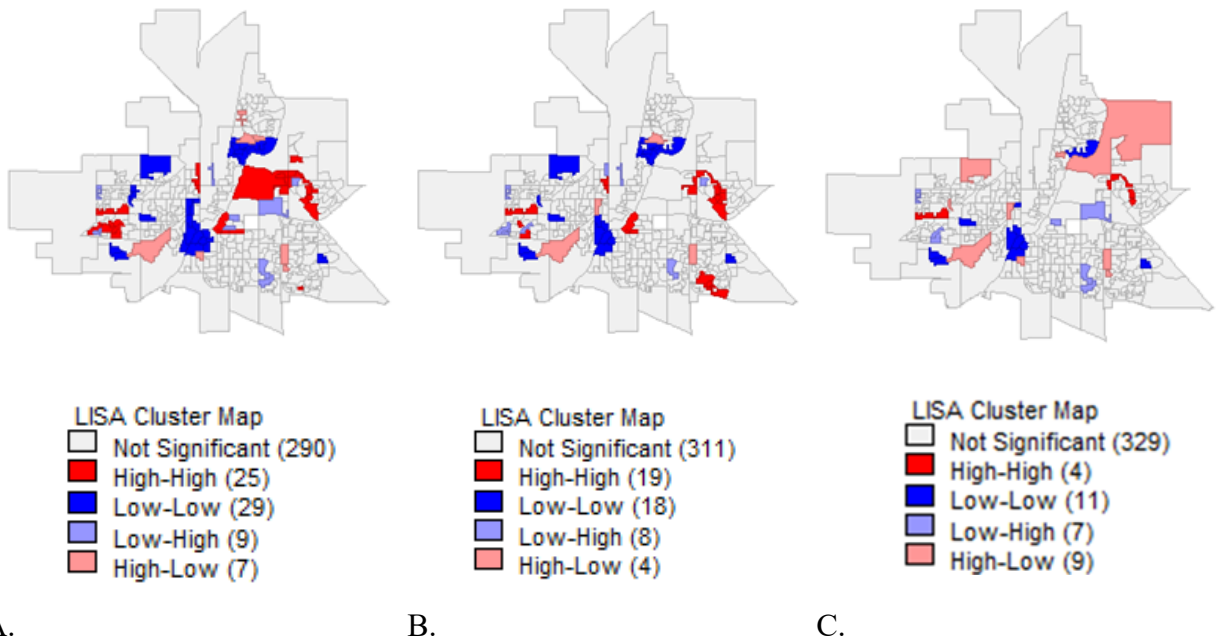 LISA Cluster Map
Not Significant (290)
High-High (25)
Low-Low (29)
Low-High (9)
High-Low (7)
LISA Cluster Map
Not Significant (311)
High-High (19)
Low-Low (18)
Low-High (8)
High-Low (4)
LISA Cluster Map
Not Significant (329)
High-High (4)
Low-Low (11)
Low-High (7)
High-Low (9)
A. B. C.